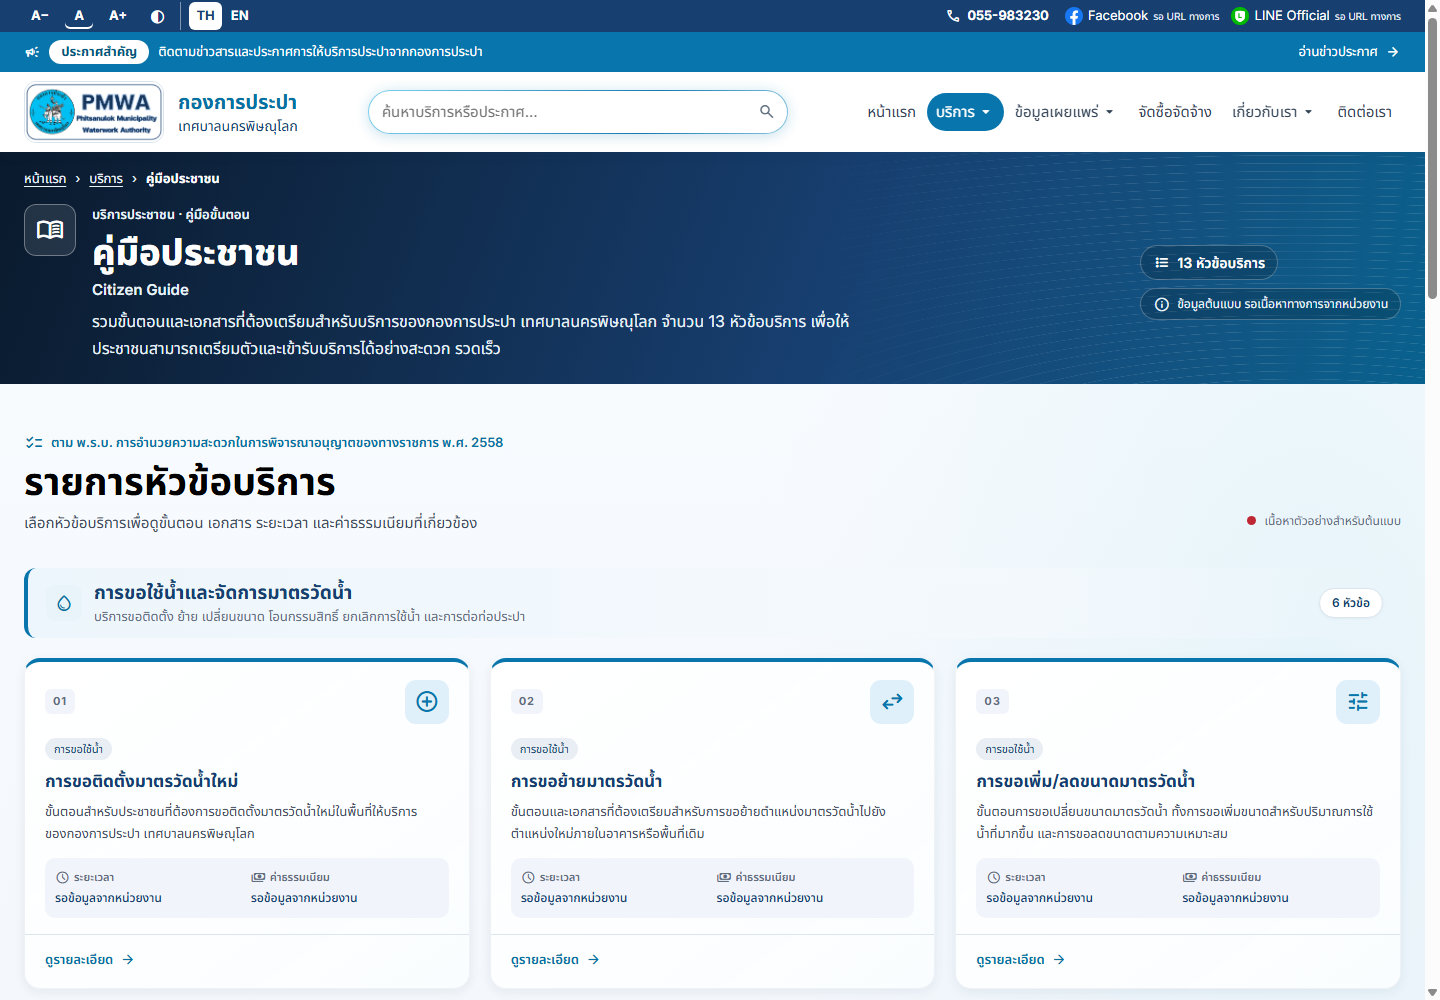 A− A A+ TH EN
055-983230 Facebook รอ URL ทางการ LINE Official รอ URL ทางการ
ประกาศสำคัญ ติดตามข่าวสารและประกาศการให้บริการประปาจากกองการประปา
อ่านข่าวประกาศ
PMWA
Phitsanulok Municipality
Waterwork Authority
กองการประปา
เทศบาลนครพิษณุโลก
ค้นหาบริการหรือประกาศ...
หน้าแรก บริการ ข้อมูลเผยแพร่ จัดซื้อจัดจ้าง เกี่ยวกับเรา ติดต่อเรา
หน้าแรก › บริการ › คู่มือประชาชน
บริการประชาชน · คู่มือขั้นตอน
คู่มือประชาชน
Citizen Guide
รวมขั้นตอนและเอกสารที่ต้องเตรียมสำหรับบริการของกองการประปา เทศบาลนครพิษณุโลก จำนวน 13 หัวข้อบริการ เพื่อให้
ประชาชนสามารถเตรียมตัวและเข้ารับบริการได้อย่างสะดวก รวดเร็ว
13 หัวข้อบริการ
ข้อมูลต้นแบบ รอเนื้อหาทางการจากหน่วยงาน
ตาม พ.ร.บ. การอำนวยความสะดวกในการพิจารณาอนุญาตของทางราชการ พ.ศ. 2558
รายการหัวข้อบริการ
เลือกหัวข้อบริการเพื่อดูขั้นตอน เอกสาร ระยะเวลา และค่าธรรมเนียมที่เกี่ยวข้อง
เนื้อหาตัวอย่างสำหรับต้นแบบ
การขอใช้น้ำและจัดการมาตรวัดน้ำ
บริการขอติดตั้ง ย้าย เปลี่ยนขนาด โอนกรรมสิทธิ์ ยกเลิกการใช้น้ำ และการต่อท่อประปา
6 หัวข้อ
01
การขอใช้น้ำ
การขอติดตั้งมาตรวัดน้ำใหม่
ขั้นตอนสำหรับประชาชนที่ต้องการขอติดตั้งมาตรวัดน้ำใหม่ในพื้นที่ให้บริการ
ของกองการประปา เทศบาลนครพิษณุโลก
ระยะเวลา ค่าธรรมเนียม
รอข้อมูลจากหน่วยงาน รอข้อมูลจากหน่วยงาน
ดูรายละเอียด
02
การขอใช้น้ำ
การขอย้ายมาตรวัดน้ำ
ขั้นตอนและเอกสารที่ต้องเตรียมสำหรับการขอย้ายตำแหน่งมาตรวัดน้ำไปยัง
ตำแหน่งใหม่ภายในอาคารหรือพื้นที่เดิม
ระยะเวลา ค่าธรรมเนียม
รอข้อมูลจากหน่วยงาน รอข้อมูลจากหน่วยงาน
ดูรายละเอียด
03
การขอใช้น้ำ
การขอเพิ่ม/ลดขนาดมาตรวัดน้ำ
ขั้นตอนการขอเปลี่ยนขนาดมาตรวัดน้ำ ทั้งการขอเพิ่มขนาดสำหรับปริมาณการใช้
น้ำที่มากขึ้น และการขอลดขนาดตามความเหมาะสม
ระยะเวลา ค่าธรรมเนียม
รอข้อมูลจากหน่วยงาน รอข้อมูลจากหน่วยงาน
ดูรายละเอียด